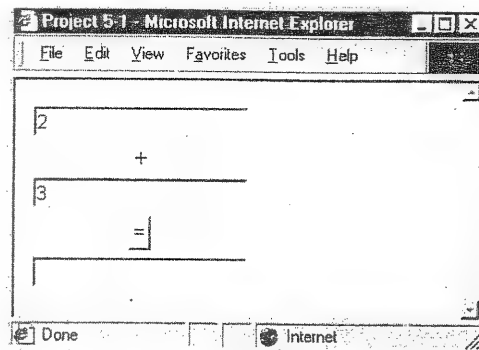 Project 5-1 - Microsoft Internet Explorer
File Edit View Favorites Tools Help
2
+
3
=
Done Internet